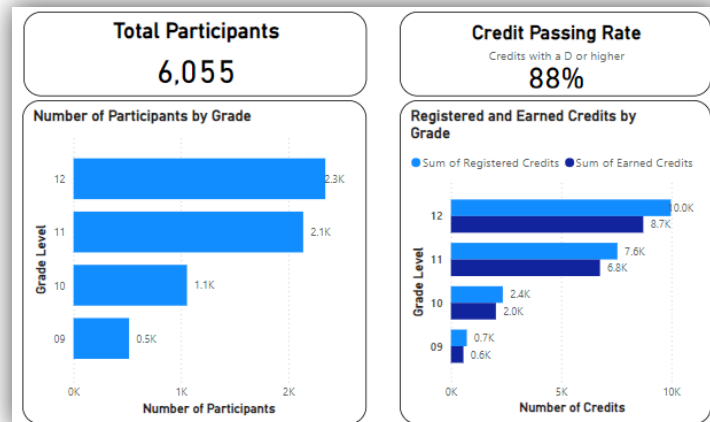 Total Participants
6,055
Credit Passing Rate
Credits with a D or higher
88%
Number of Participants by Grade
Grade Level
12
2.3K
11
2.1K
10
1.1K
09
0.5K
0K 1K 2K
Number of Participants
Registered and Earned Credits by
Grade
Sum of Registered Credits Sum of Earned Credits
Grade Level
12
10.0K
8.7K
11
7.6K
6.8K
10
2.4K
2.0K
09
0.7K
0.6K
0K 5K 10K
Number of Credits